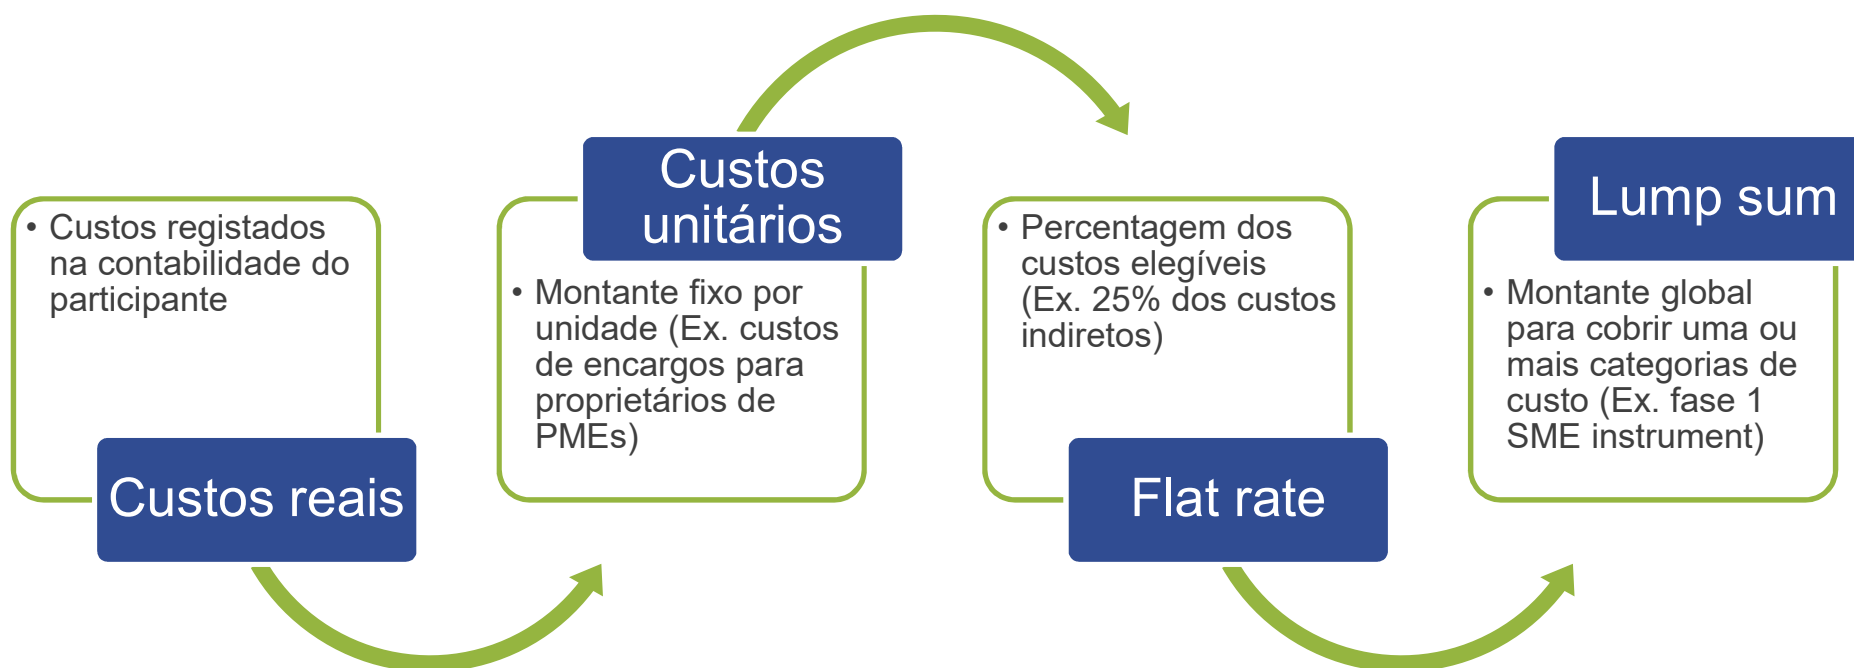 • Custos registados
na contabilidade do
participante
Custos reais
Custos
unitários
• Montante fixo por
unidade (Ex. custos
de encargos para
proprietários de
PMEs)
• Percentagem dos
custos elegíveis
(Ex. 25% dos custos
indiretos)
Flat rate
Lump sum
• Montante global
para cobrir uma ou
mais categorias de
custo (Ex. fase 1
SME instrument)